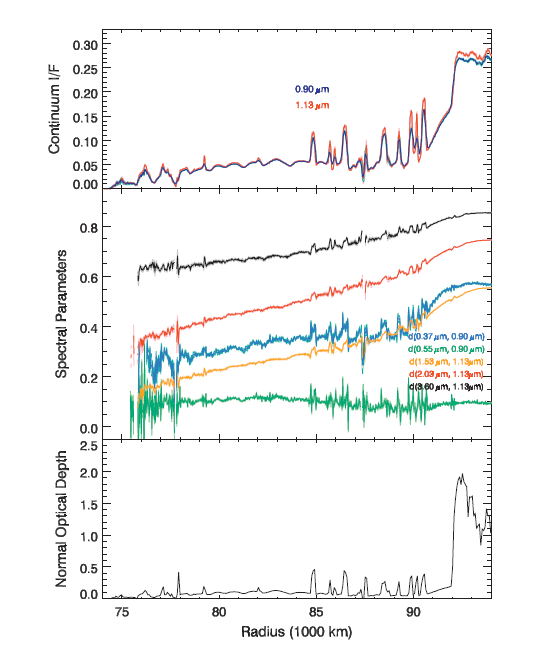 Continuum I/F
0.30
0.25
0.20
0.15
0.10
0.05
0.00
0.90 μm
1.13 μm
Spectral Parameters
0.8
0.6
0.4
0.2
0.0
d(0.37 μm, 0.90 μm)
d(0.55 μm, 0.90 μm)
d(1.53 μm, 1.13 μm)
d(2.03 μm, 1.13 μm)
d(3.60 μm, 1.13 μm)
Normal Optical Depth
2.5
2.0
1.5
1.0
0.5
0.0
75 80 85 90
Radius (1000 km)